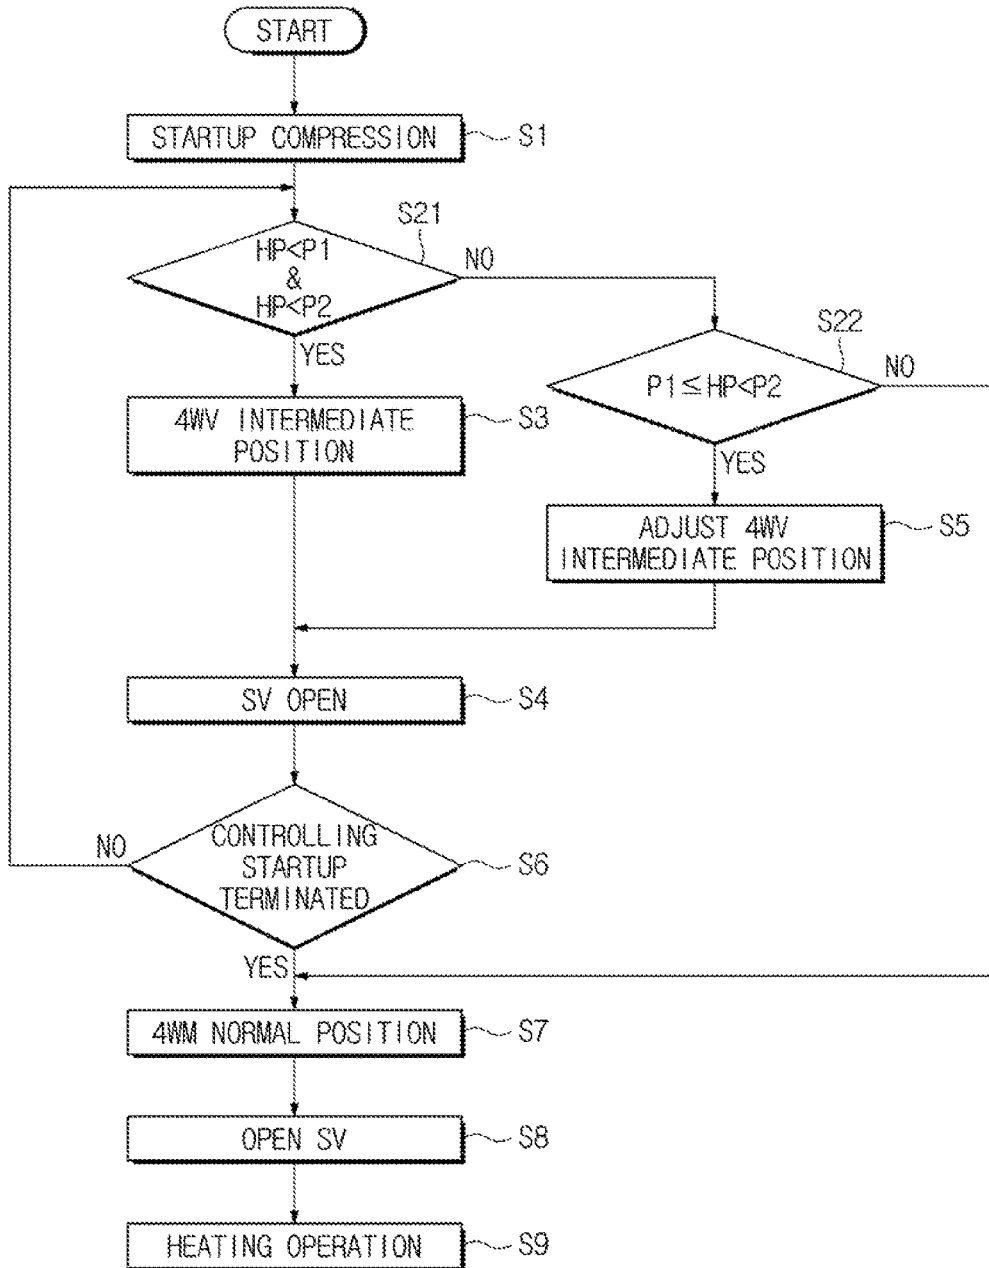 START
STARTUP COMPRESSION
S1
S21
HP<P1
&
HP<P2
NO
YES
S22
P1≦HP<P2
NO
YES
4WV INTERMEDIATE
POSITION
S3
ADJUST 4WV
INTERMEDIATE POSITION
S5
SV OPEN
S4
CONTROLLING
STARTUP
TERMINATED
S6
NO
YES
4WM NORMAL POSITION
S7
OPEN SV
S8
HEATING OPERATION
S9